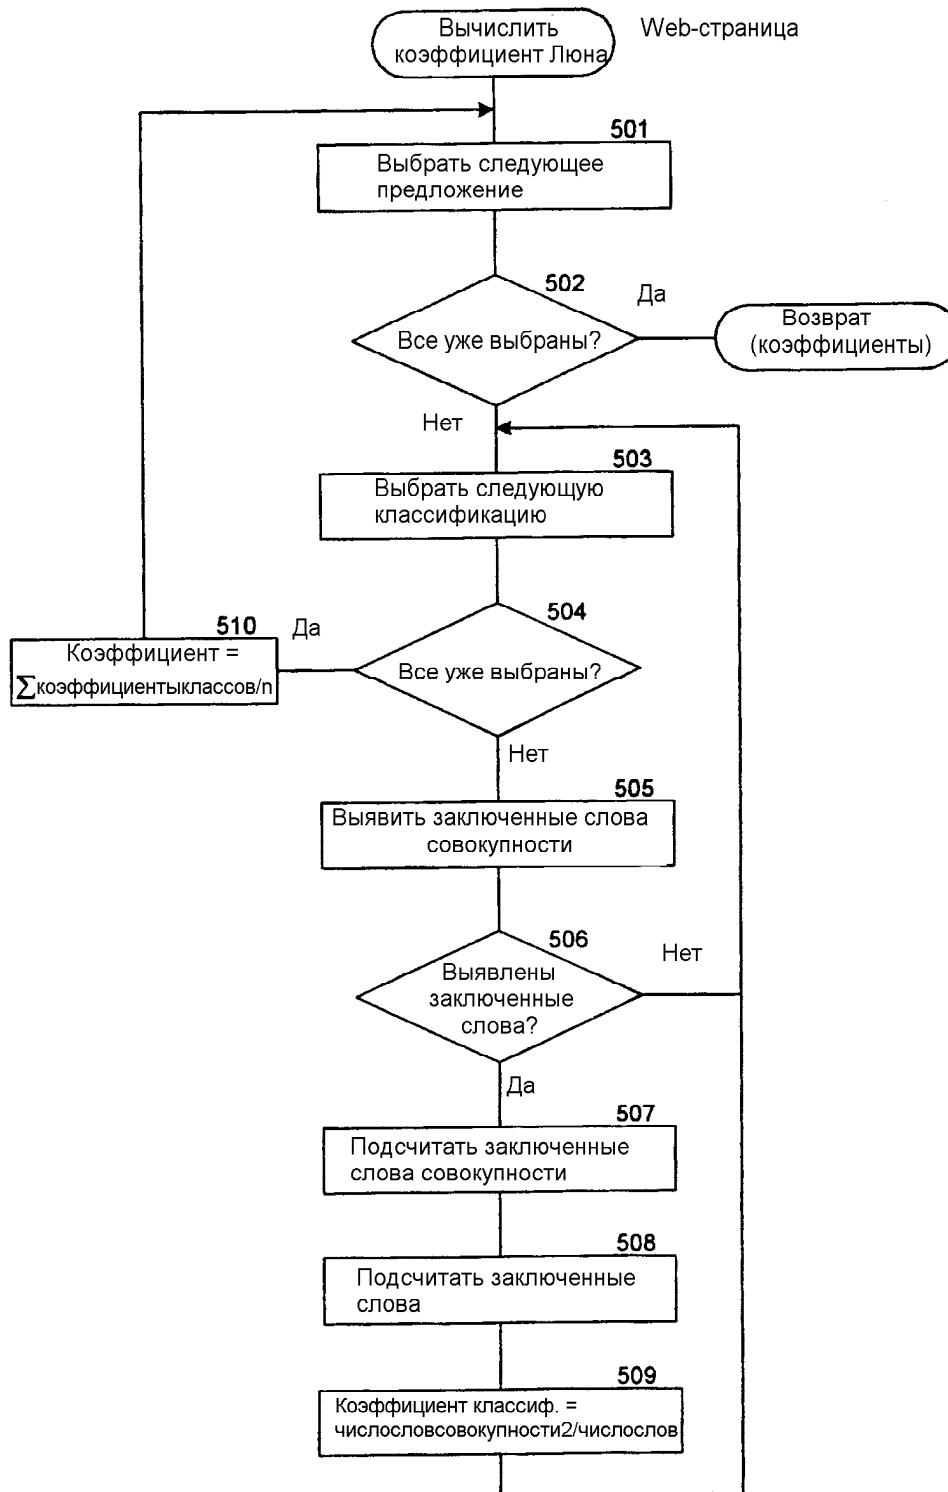 Вычислить
коэффициент Люна
Web-страница
501
Выбрать следующее
предложение
502
Да
Все уже выбраны?
Возврат
(коэффициенты)
Нет
503
Выбрать следующую
классификацию
504
510
Да
Коэффициент =
∑коэффициентыклассов/n
Все уже выбраны?
Нет
505
Выявить заключенные слова
совокупности
506
Нет
Выявлены
заключенные
слова?
Да
507
Подсчитать заключенные
слова совокупности
508
Подсчитать заключенные
слова
509
Коэффициент классиф. =
числословсовокупности2/числослов